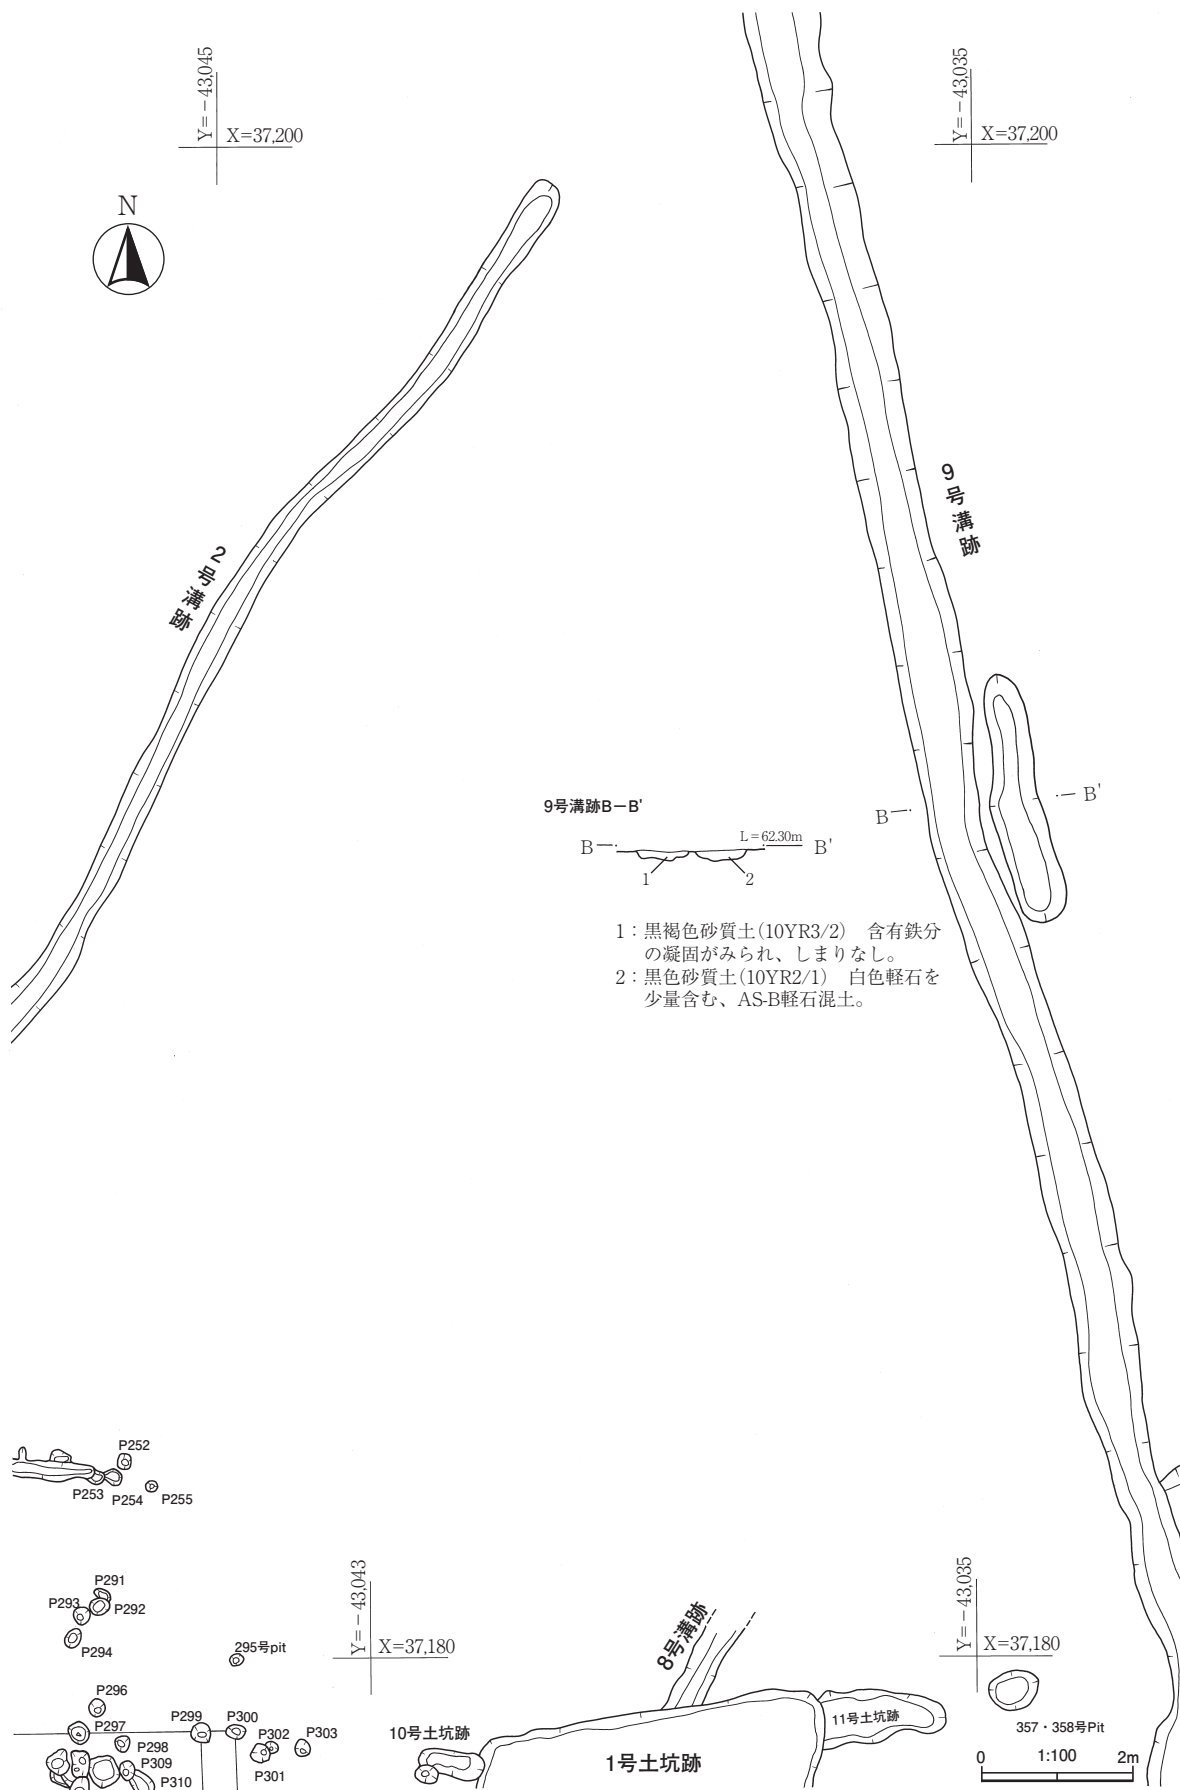 Y=－43,045
X=37,200
Y=－43,035
X=37,200
N
2号溝跡
9号溝跡
9号溝跡B－B'
B
L=62.30m
B'
1
2
B
B'
1：黒褐色砂質土(10YR3/2)　含有鉄分
の凝固がみられ、しまりなし。
2：黒色砂質土(10YR2/1)　白色軽石を
少量含む、AS-B軽石混土。
P252
P253
P254
P255
P291
P293
P292
P294
295号pit
Y=－43,043
X=37,180
8号溝跡
Y=－43,035
X=37,180
P296
P297
P299
P300
P302
P303
P298
P309
P301
P310
10号土坑跡
1号土坑跡
11号土坑跡
357・358号Pit
0
1:100
2m